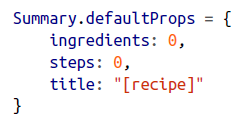 Summary.defaultProps = {
    ingredients: 0,
    steps: 0,
    title: "[recipe]"
}